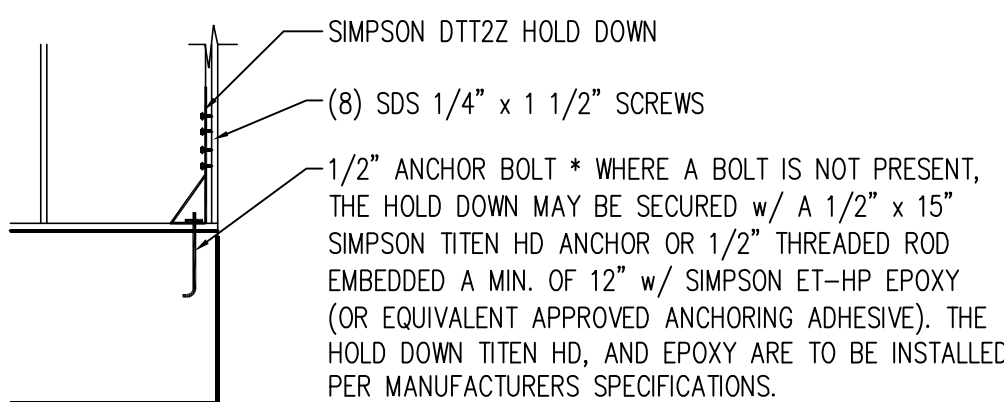 SIMPSON DTT2Z HOLD DOWN
(8) SDS 1/4” x 1 1/2” SCREWS
1/2” ANCHOR BOLT * WHERE A BOLT IS NOT PRESENT,
THE HOLD DOWN MAY BE SECURED w/ A 1/2” x 15”
SIMPSON TITEN HD ANCHOR OR 1/2” THREADED ROD
EMBEDDED A MIN. OF 12” w/ SIMPSON ET-HP EPOXY
(OR EQUIVALENT APPROVED ANCHORING ADHESIVE). THE
HOLD DOWN TITEN HD, AND EPOXY ARE TO BE INSTALLED
PER MANUFACTURERS SPECIFICATIONS.